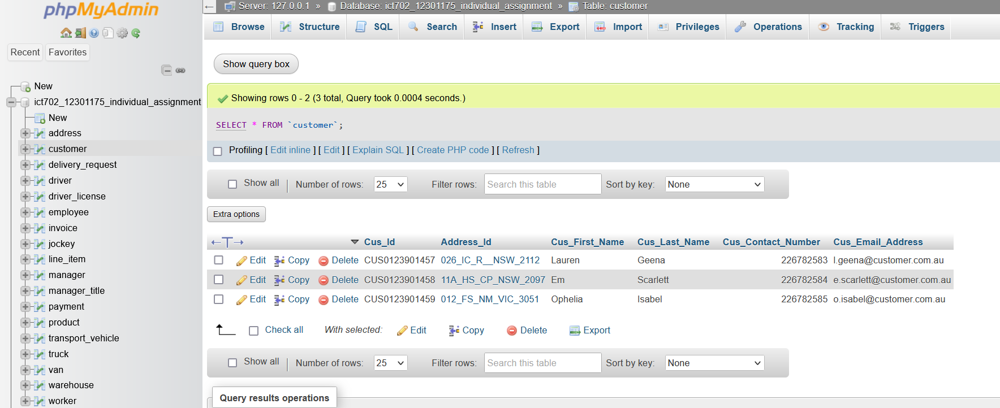 phpMyAdmin
Recent Favorites
New
ict702_12301175_individual_assignment
New
address
customer
delivery_request
driver
driver_license
employee
invoice
jockey
line_item
manager
manager_title
payment
product
transport_vehicle
truck
van
warehouse
worker
Server: 127.0.0.1 » Database: ict702_12301175_individual_assignment » Table: customer
Browse Structure SQL Search Insert Export Import Privileges Operations Tracking Triggers
Show query box
Showing rows 0 - 2 (3 total, Query took 0.0004 seconds.)
SELECT * FROM `customer`;
Profiling [ Edit inline ] [ Edit ] [ Explain SQL ] [ Create PHP code ] [ Refresh ]
Show all | Number of rows: 25 Filter rows: Search this table Sort by key: None
Extra options
←T→ Cus_Id Address_Id Cus_First_Name Cus_Last_Name Cus_Contact_Number Cus_Email_Address
Edit Copy Delete CUS0123901457 026_IC_R__NSW_2112 Lauren Geena 226782583 l.geena@customer.com.au
Edit Copy Delete CUS0123901458 11A_HS_CP_NSW_2097 Em Scarlett 226782584 e.scarlett@customer.com.au
Edit Copy Delete CUS0123901459 012_FS_NM_VIC_3051 Ophelia Isabel 226782585 o.isabel@customer.com.au
Check all With selected: Edit Copy Delete Export
Show all | Number of rows: 25 Filter rows: Search this table Sort by key: None
Query results operations